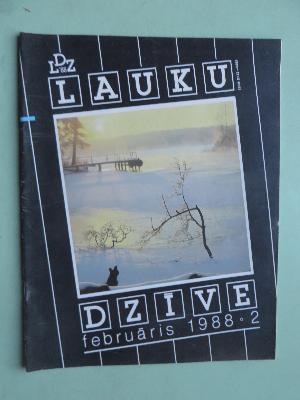 LDZ
LAUKU
DZIVE
februāris 1988 • 2